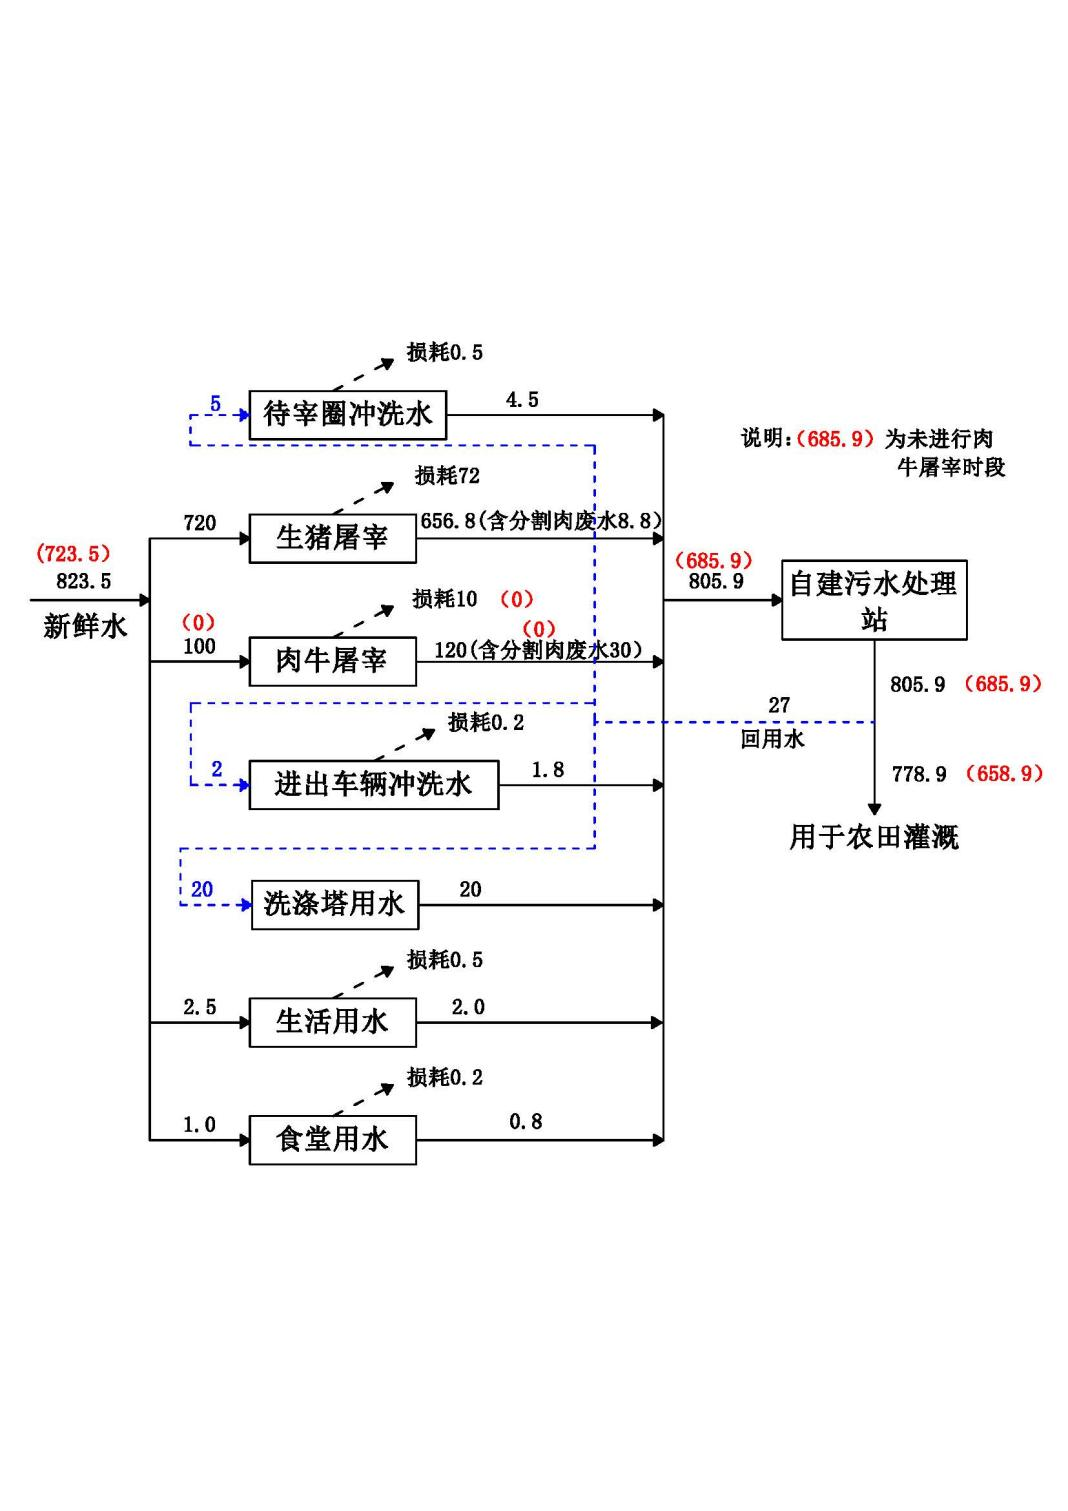 损耗0.5
5
待宰圈冲洗水
4.5
说明:(685.9) 为未进行肉
牛屠宰时段
损耗72
720
生猪屠宰
656.8(含分割肉废水8.8)
(723.5)
823.5
新鲜水
(685.9)
805.9
自建污水处理
站
损耗10 (0)
(0)
100
肉牛屠宰
(0)
120(含分割肉废水30)
805.9 (685.9)
27
回用水
损耗0.2
2
进出车辆冲洗水
1.8
778.9 (658.9)
用于农田灌溉
20
洗涤塔用水
20
损耗0.5
2.5
生活用水
2.0
损耗0.2
1.0
食堂用水
0.8